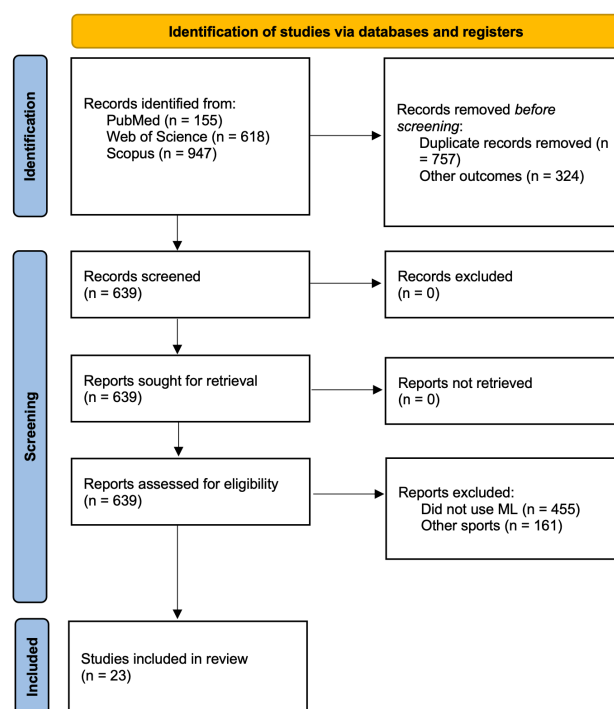 Identification of studies via databases and registers
Identification
Records identified from:
PubMed (n = 155)
Web of Science (n = 618)
Scopus (n = 947)
Records removed before
screening:
Duplicate records removed (n
= 757)
Other outcomes (n = 324)
Screening
Records screened
(n = 639)
Records excluded
(n = 0)
Reports sought for retrieval
(n = 639)
Reports not retrieved
(n = 0)
Reports assessed for eligibility
(n = 639)
Reports excluded:
Did not use ML (n = 455)
Other sports (n = 161)
Included
Studies included in review
(n = 23)